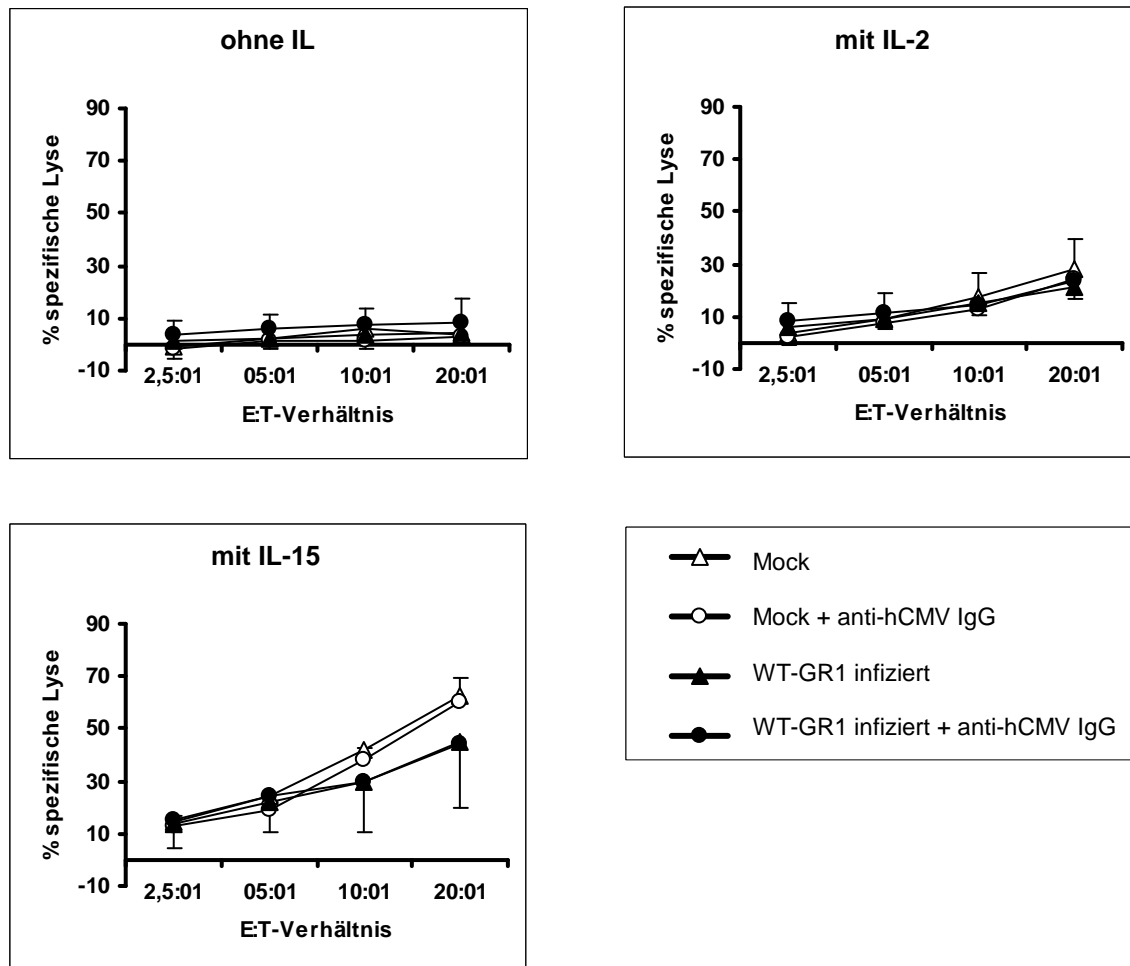 ohne IL
90
70
50
30
10
-10
% spezifische Lyse
2,5:01 05:01 10:01 20:01
E:T-Verhältnis
mit IL-2
90
70
50
30
10
-10
% spezifische Lyse
2,5:01 05:01 10:01 20:01
E:T-Verhältnis
mit IL-15
90
70
50
30
10
-10
% spezifische Lyse
2,5:01 05:01 10:01 20:01
E:T-Verhältnis
Mock
Mock + anti-hCMV IgG
WT-GR1 infiziert
WT-GR1 infiziert + anti-hCMV IgG